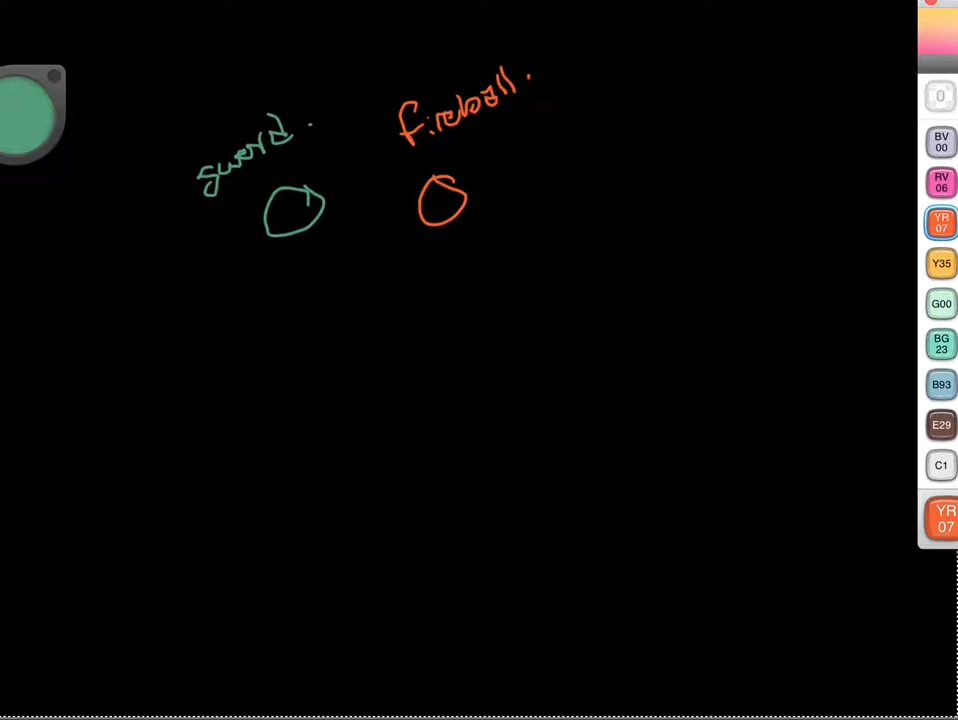 sword.
fireball.
0
BV
00
RV
06
YR
07
Y35
G00
BG
23
B93
E29
C1
YR
07